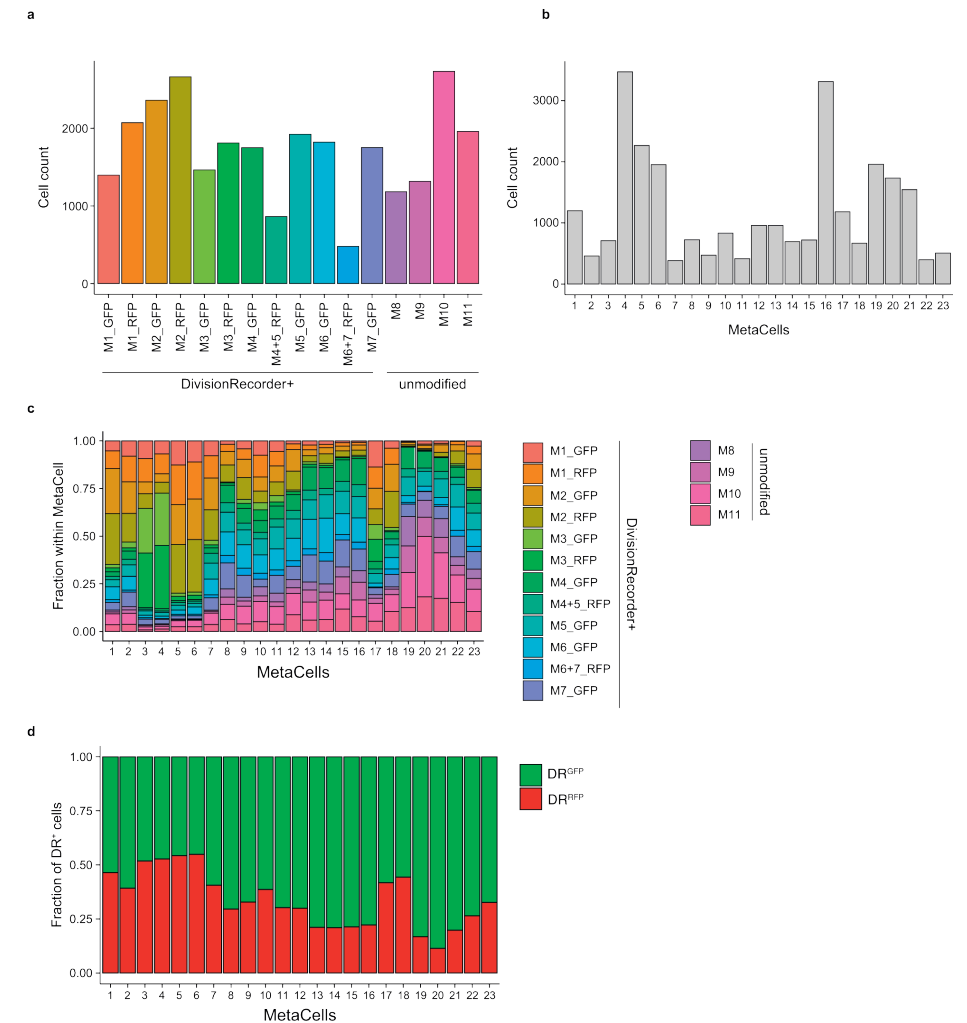 a
Cell count
2000
1000
0
M1_GFP
M1_RFP
M2_GFP
M2_RFP
M3_GFP
M3_RFP
M4_GFP
M4+5_RFP
M5_GFP
M6_GFP
M6+7_RFP
M7_GFP
M8
M9
M10
M11
DivisionRecorder+ unmodified
b
Cell count
3000
2000
1000
0
1 2 3 4 5 6 7 8 9 10 11 12 13 14 15 16 17 18 19 20 21 22 23
MetaCells
c
Fraction within MetaCell
1.00
0.75
0.50
0.25
0.00
1 2 3 4 5 6 7 8 9 10 11 12 13 14 15 16 17 18 19 20 21 22 23
MetaCells
M1_GFP
M1_RFP
M2_GFP
M2_RFP
M3_GFP
M3_RFP
M4_GFP
M4+5_RFP
M5_GFP
M6_GFP
M6+7_RFP
M7_GFP
DivisionRecorder+
M8
M9
M10
M11
unmodified
d
Fraction of DR⁺ cells
1.00
0.75
0.50
0.25
0.00
1 2 3 4 5 6 7 8 9 10 11 12 13 14 15 16 17 18 19 20 21 22 23
MetaCells
DRGFP
DRRFP